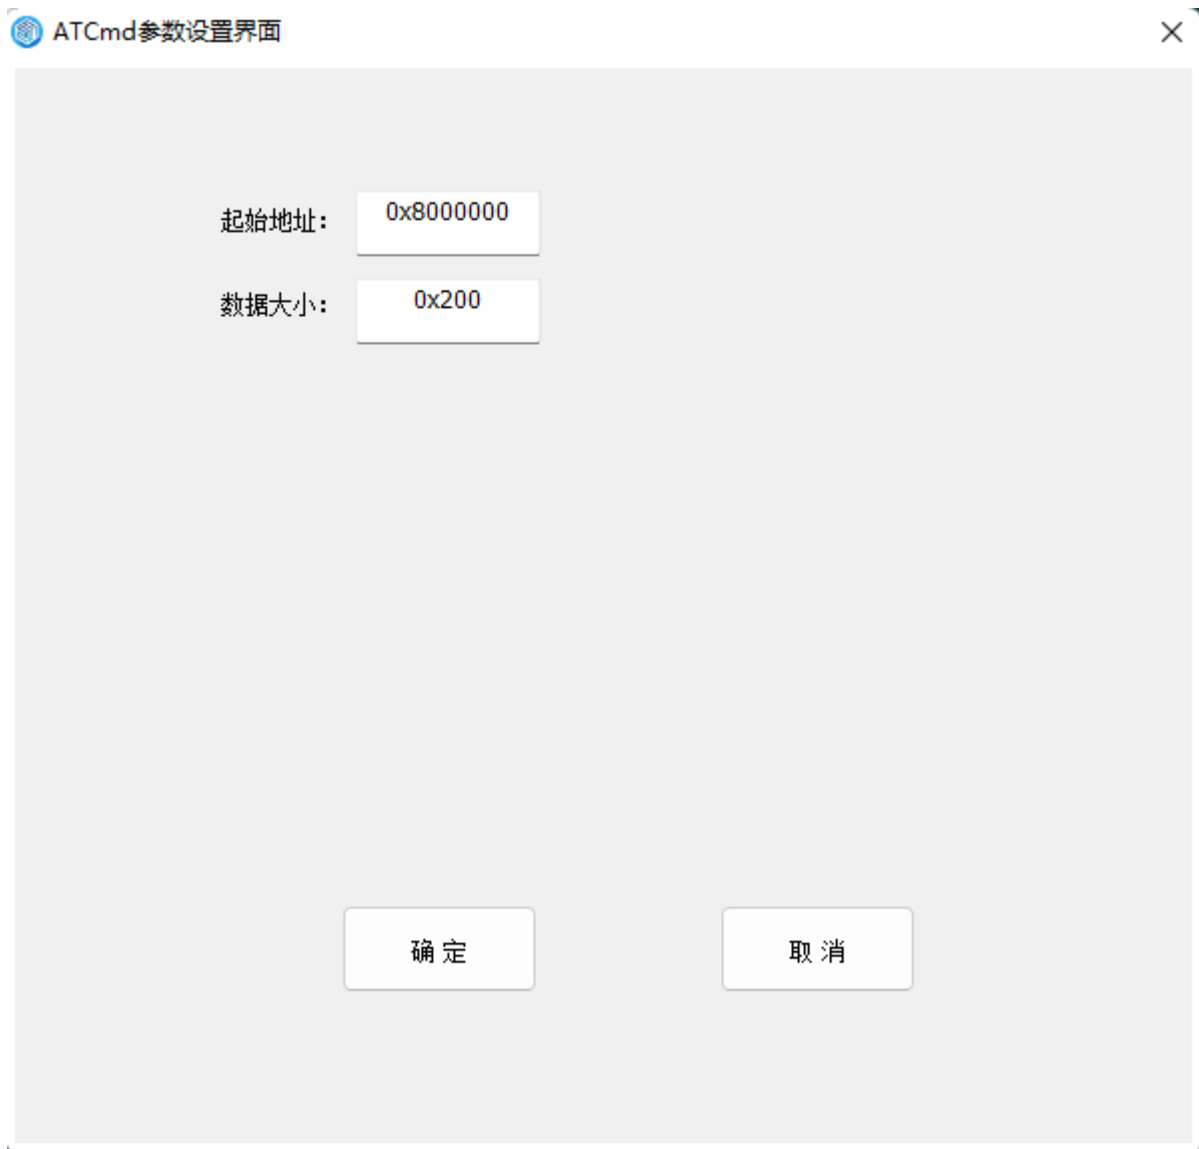 ATCmd参数设置界面
起始地址： 0x8000000
数据大小： 0x200
确 定 取 消